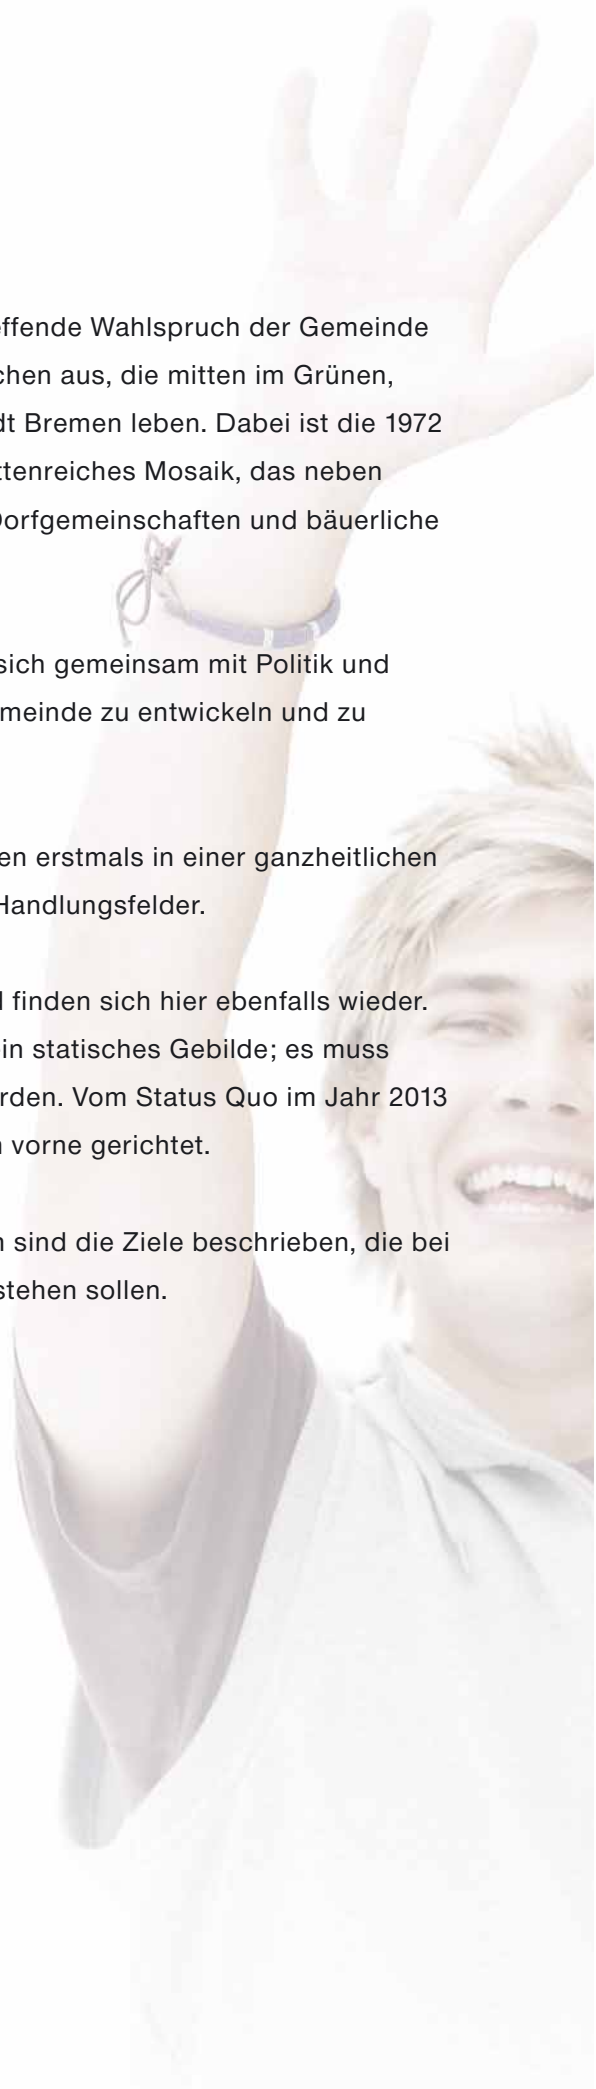 ffende Wahlspruch der Gemeinde
chen aus, die mitten im Grünen,
dt Bremen leben. Dabei ist die 1972
ttenreiches Mosaik, das neben
Dorfgemeinschaften und bäuerliche
sich gemeinsam mit Politik und
meinde zu entwickeln und zu
en erstmals in einer ganzheitlichen
Handlungsfelder.
finden sich hier ebenfalls wieder.
in statisches Gebilde; es muss
rden. Vom Status Quo im Jahr 2013
vorne gerichtet.
sind die Ziele beschrieben, die bei
stehen sollen.